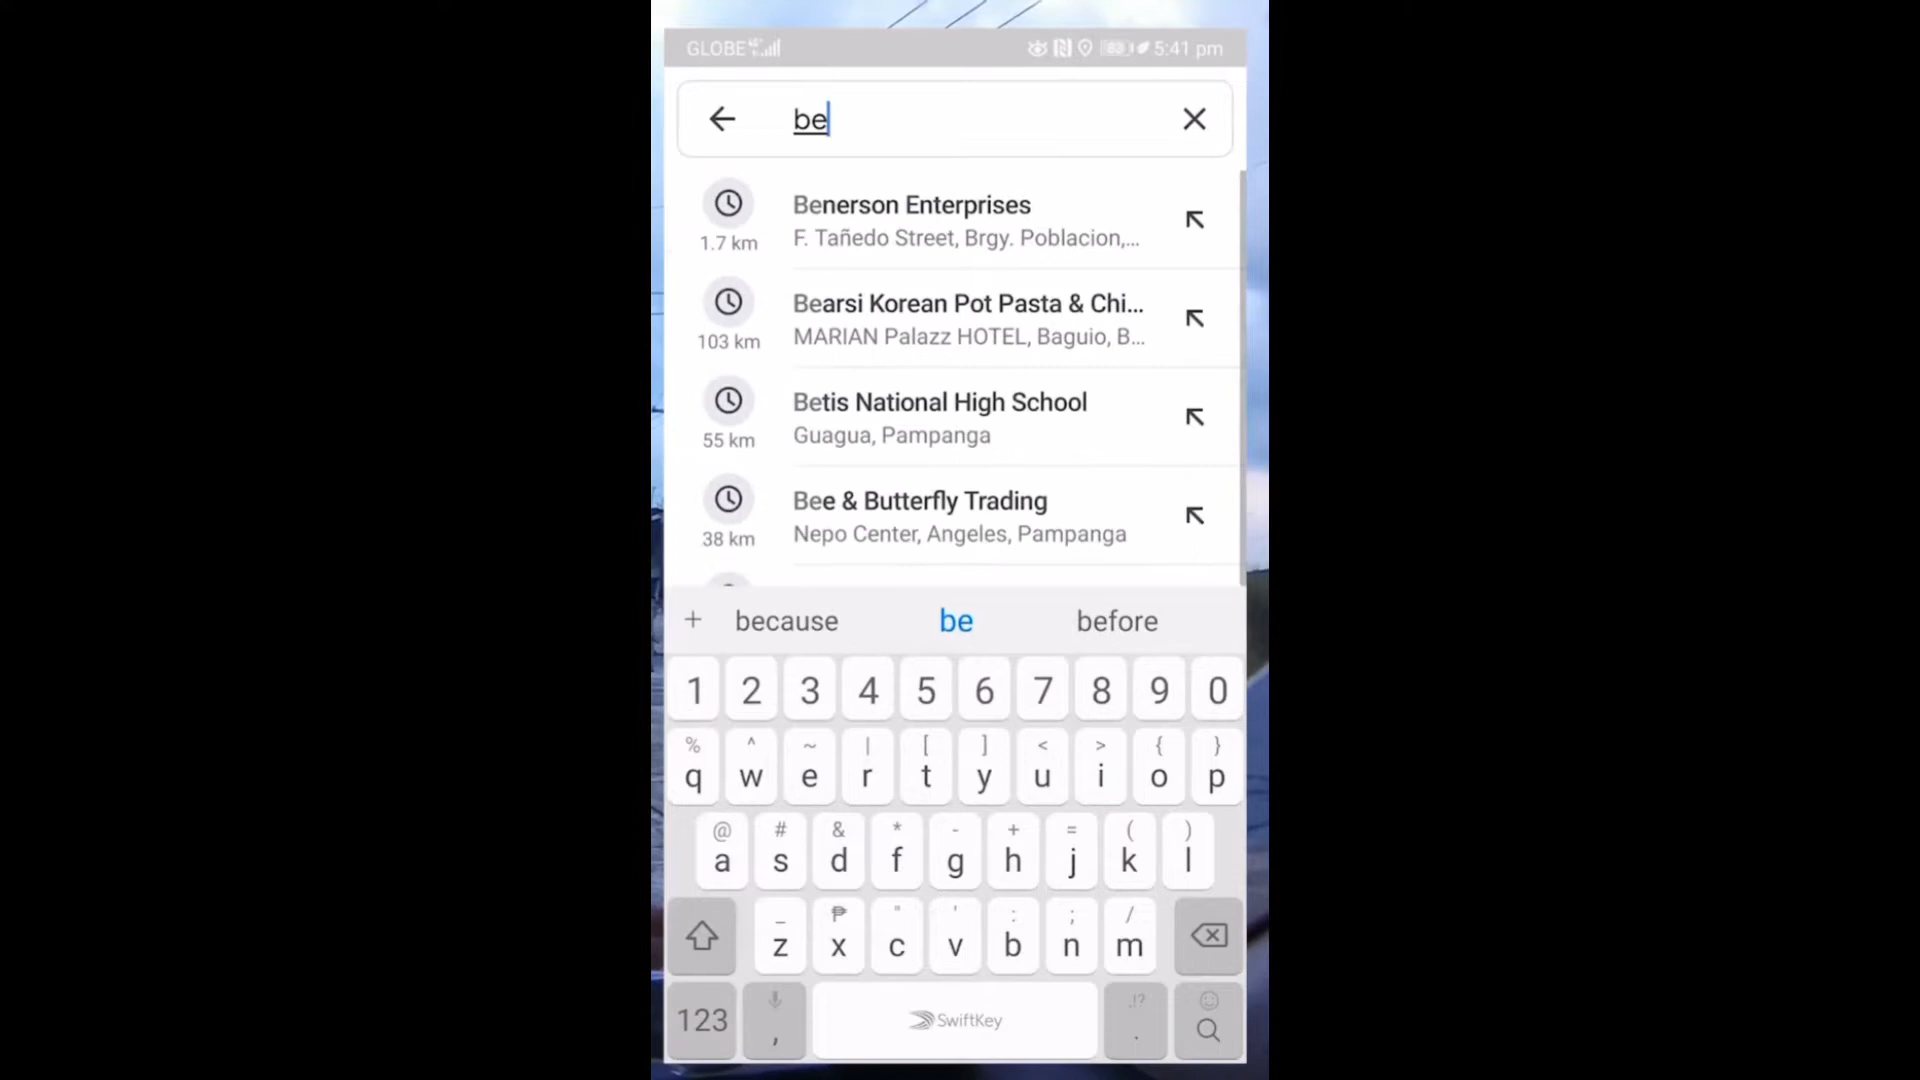 GLOBE 5:41 pm
be
Benerson Enterprises
1.7 km
F. Tañedo Street, Brgy. Poblacion,...
Bearsi Korean Pot Pasta & Chi...
103 km
MARIAN Palazz HOTEL, Baguio, B...
Betis National High School
55 km
Guagua, Pampanga
Bee & Butterfly Trading
38 km
Nepo Center, Angeles, Pampanga
+ because be before
1 2 3 4 5 6 7 8 9 0
% ^ ~ | [ ] < > { }
q w e r t y u i o p
@ # & * - + = ( )
a s d f g h j k l
_ ₱ " ' : ; /
z x c v b n m
123 , SwiftKey .!? .